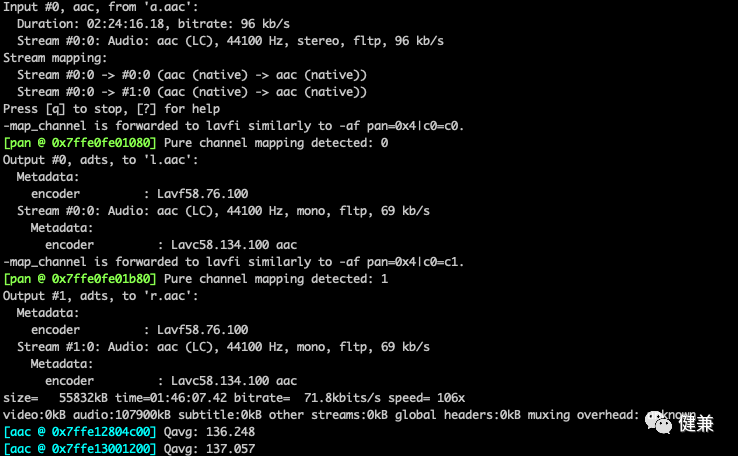 Input #0, aac, from 'a.aac':
  Duration: 02:24:16.18, bitrate: 96 kb/s
  Stream #0:0: Audio: aac (LC), 44100 Hz, stereo, fltp, 96 kb/s
Stream mapping:
  Stream #0:0 -> #0:0 (aac (native) -> aac (native))
  Stream #0:0 -> #1:0 (aac (native) -> aac (native))
Press [q] to stop, [?] for help
-map_channel is forwarded to lavfi similarly to -af pan=0x4|c0=c0.
[pan @ 0x7ffe0fe01080] Pure channel mapping detected: 0
Output #0, adts, to 'l.aac':
  Metadata:
    encoder         : Lavf58.76.100
  Stream #0:0: Audio: aac (LC), 44100 Hz, mono, fltp, 69 kb/s
    Metadata:
      encoder         : Lavc58.134.100 aac
-map_channel is forwarded to lavfi similarly to -af pan=0x4|c0=c1.
[pan @ 0x7ffe0fe01b80] Pure channel mapping detected: 1
Output #1, adts, to 'r.aac':
  Metadata:
    encoder         : Lavf58.76.100
  Stream #1:0: Audio: aac (LC), 44100 Hz, mono, fltp, 69 kb/s
    Metadata:
      encoder         : Lavc58.134.100 aac
size=   55832kB time=01:46:07.42 bitrate=  71.8kbits/s speed= 106x
video:0kB audio:107900kB subtitle:0kB other streams:0kB global headers:0kB muxing overhead:
健兼
[aac @ 0x7ffe12804c00] Qavg: 136.248
[aac @ 0x7ffe13001200] Qavg: 137.057